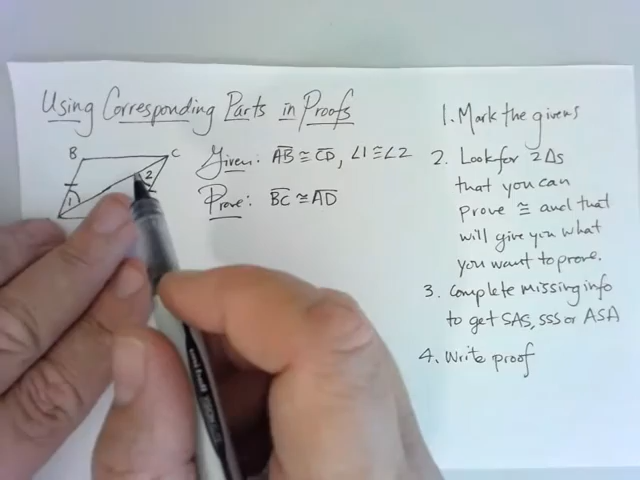 Using Corresponding Parts in Proofs
B
C
1
2
Given: AB ≅ CD, ∠1 ≅ ∠2
Prove: BC ≅ AD
1. Mark the givens
2. Look for 2 Δs
that you can
prove ≅ and that
will give you what
you want to prove.
3. Complete missing info
to get SAS, SSS or ASA
4. Write proof